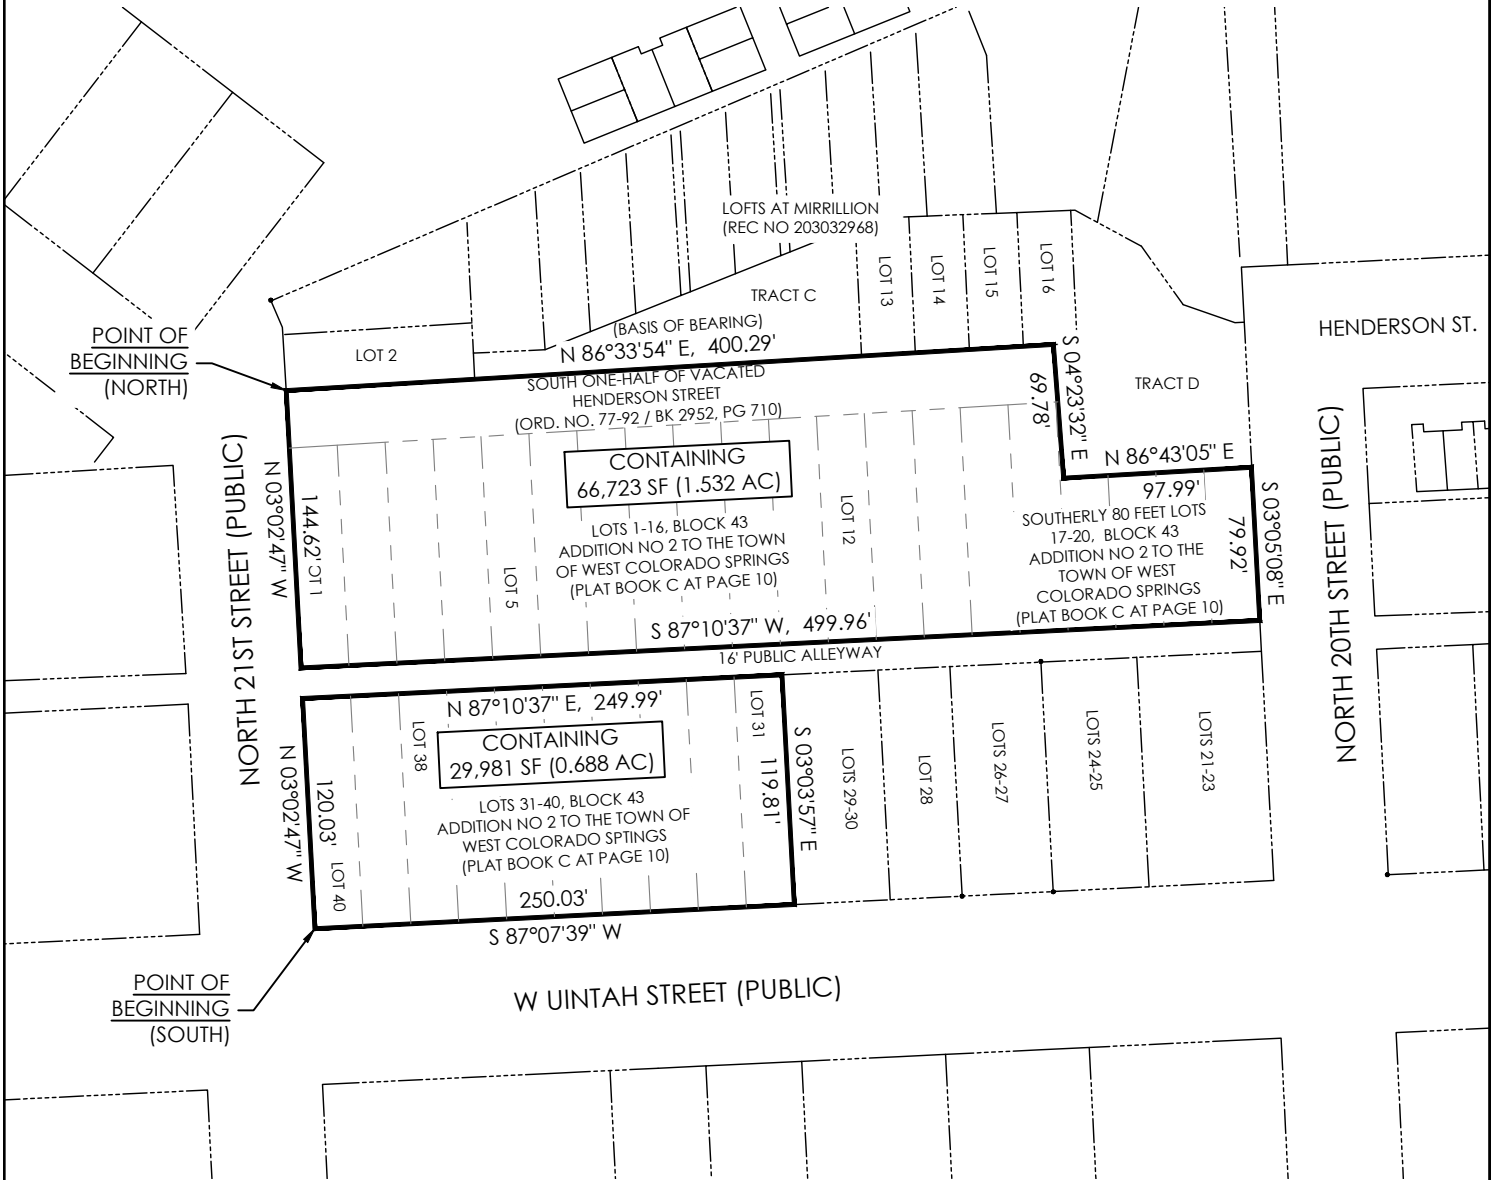 LOFTS AT MIRRILLION
(REC NO 203032968)
LOT 13
LOT 14
LOT 15
LOT 16
TRACT C
HENDERSON ST.
POINT OF
BEGINNING
(NORTH)
LOT 2
(BASIS OF BEARING)
N 86°33'54" E, 400.29'
SOUTH ONE-HALF OF VACATED
HENDERSON STREET
(ORD. NO. 77-92 / BK 2952, PG 710)
69.78'
S 04°23'32" E
TRACT D
N 86°43'05" E
97.99'
CONTAINING
66,723 SF (1.532 AC)
NORTH 21ST STREET (PUBLIC)
N 03°02'47" W
144.62'
LOT 5
LOTS 1-16, BLOCK 43
ADDITION NO 2 TO THE TOWN
OF WEST COLORADO SPRINGS
(PLAT BOOK C AT PAGE 10)
LOT 12
SOUTHERLY 80 FEET LOTS
17-20, BLOCK 43
ADDITION NO 2 TO THE
TOWN OF WEST
COLORADO SPRINGS
(PLAT BOOK C AT PAGE 10)
79.92'
S 03°05'08" E
NORTH 20TH STREET (PUBLIC)
S 87°10'37" W, 499.96'
16' PUBLIC ALLEYWAY
N 87°10'37" E, 249.99'
LOT 38
CONTAINING
29,981 SF (0.688 AC)
LOT 31
N 03°02'47" W
120.03'
LOT 40
LOTS 31-40, BLOCK 43
ADDITION NO 2 TO THE TOWN OF
WEST COLORADO SPTINGS
(PLAT BOOK C AT PAGE 10)
119.81'
S 03°03'57" E
LOTS 29-30
LOT 28
LOTS 26-27
LOTS 24-25
LOTS 21-23
250.03'
S 87°07'39" W
POINT OF
BEGINNING
(SOUTH)
W UINTAH STREET (PUBLIC)